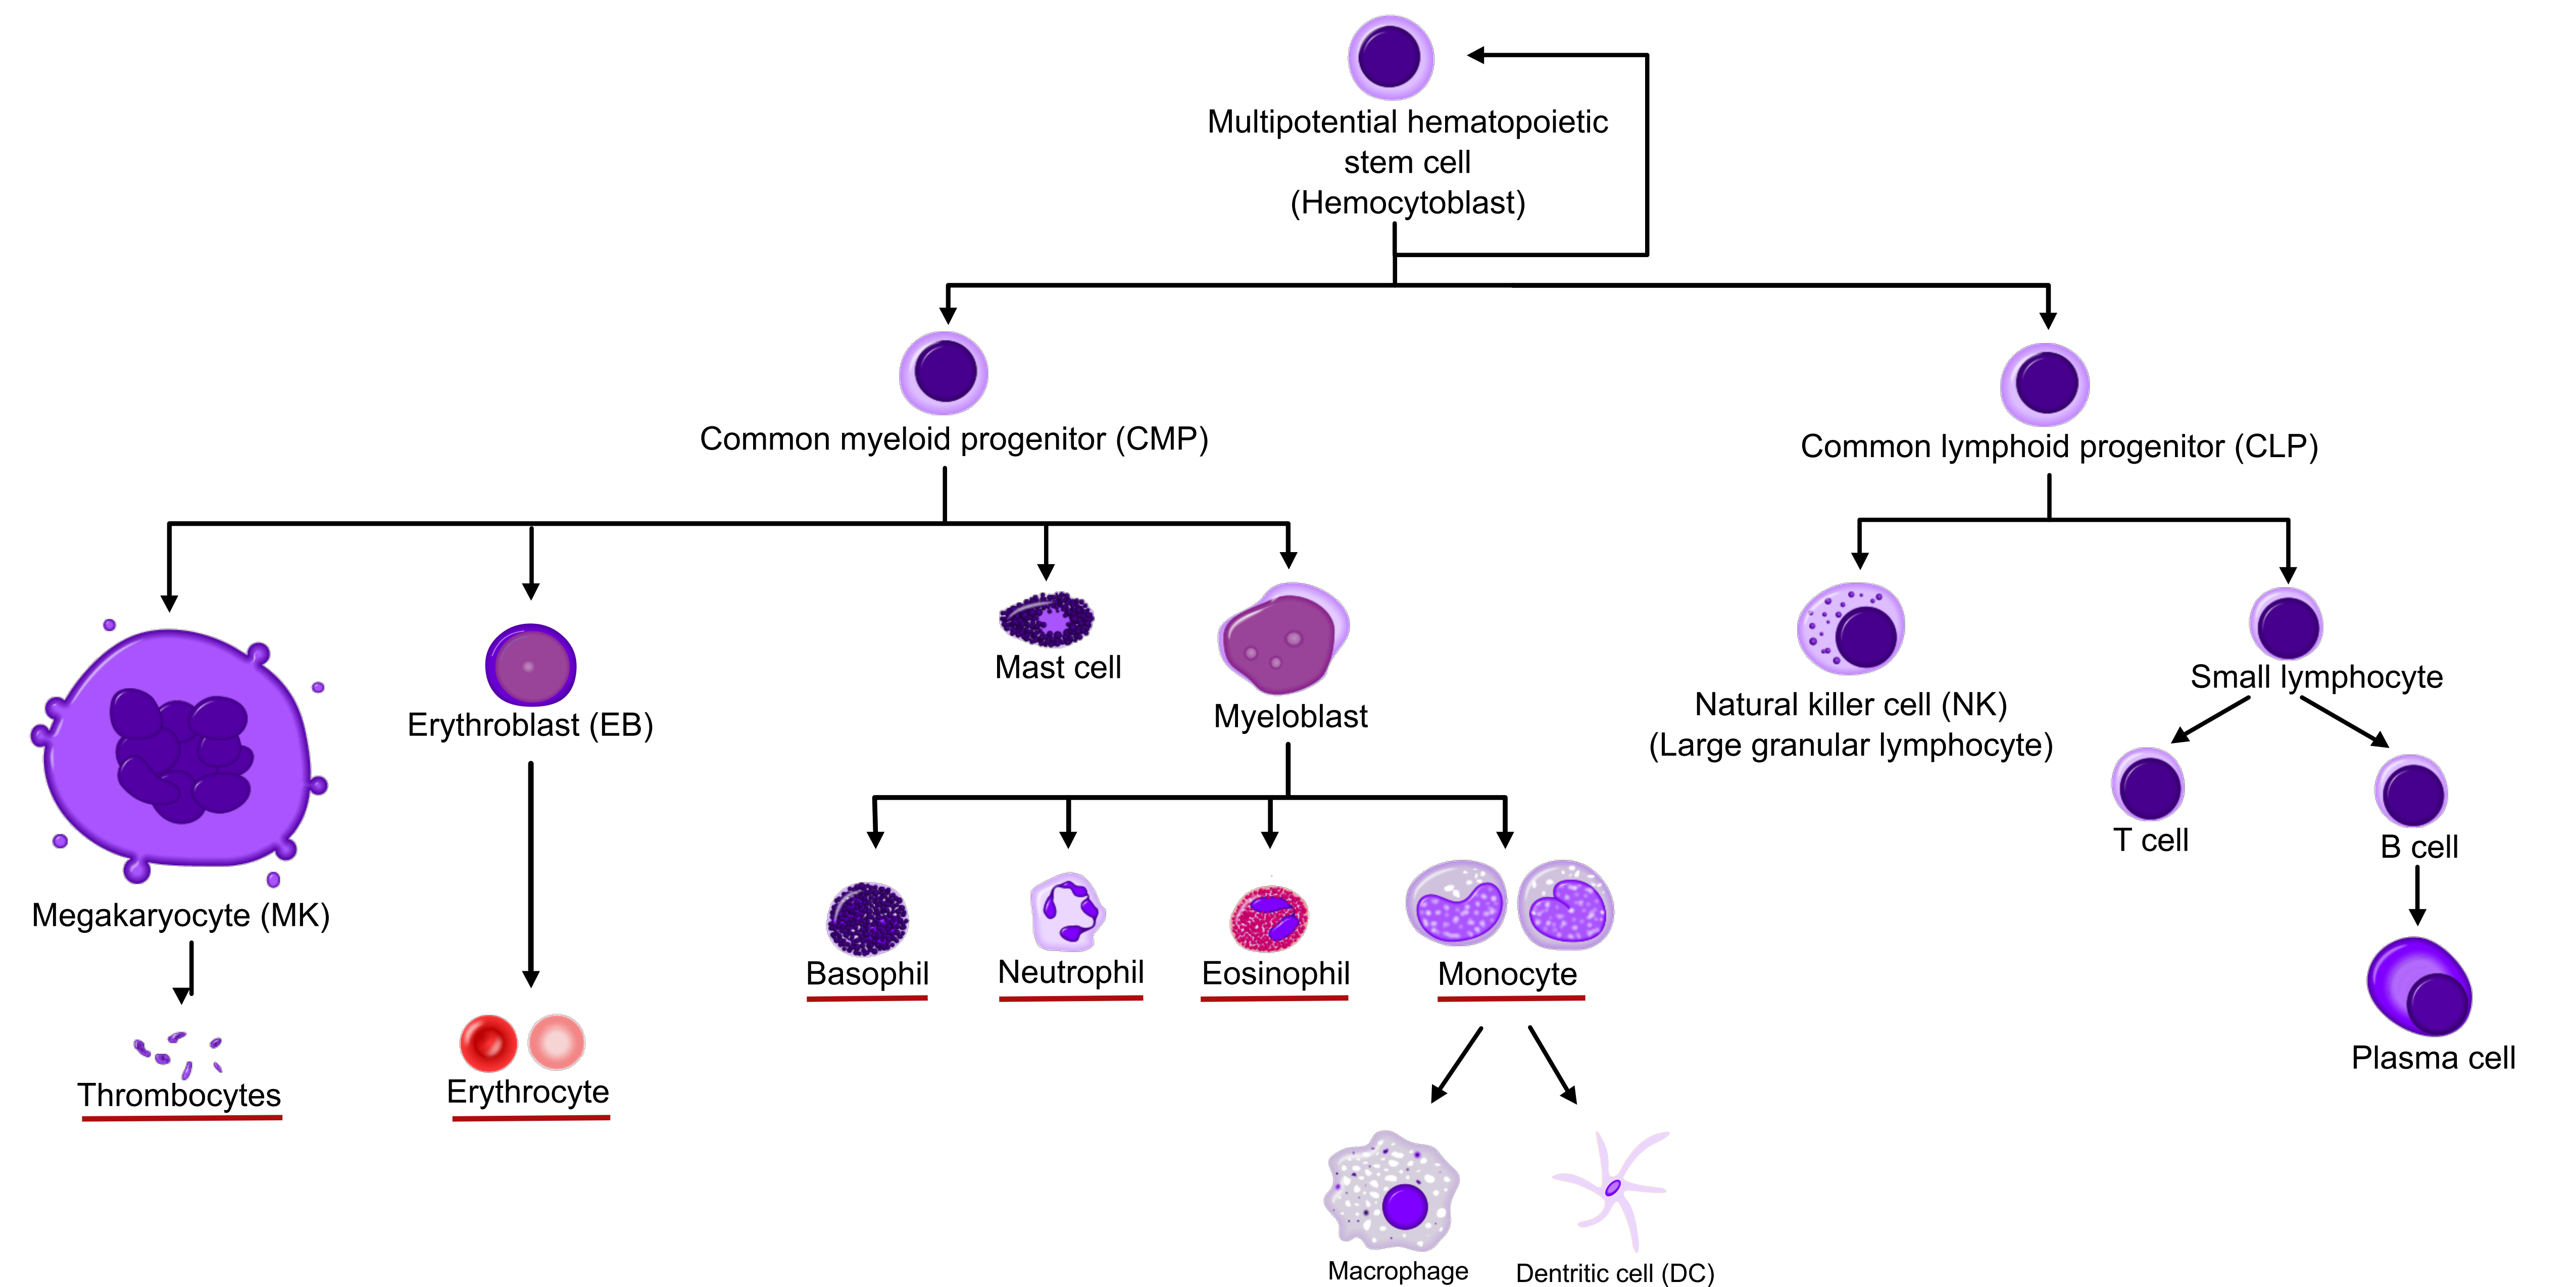 Multipotential hematopoietic
stem cell
(Hemocytoblast)
Common myeloid progenitor (CMP)
Common lymphoid progenitor (CLP)
Megakaryocyte (MK)
Erythroblast (EB)
Mast cell
Myeloblast
Natural killer cell (NK)
(Large granular lymphocyte)
Small lymphocyte
T cell
B cell
Thrombocytes
Erythrocyte
Basophil
Neutrophil
Eosinophil
Monocyte
Plasma cell
Macrophage
Dentritic cell (DC)